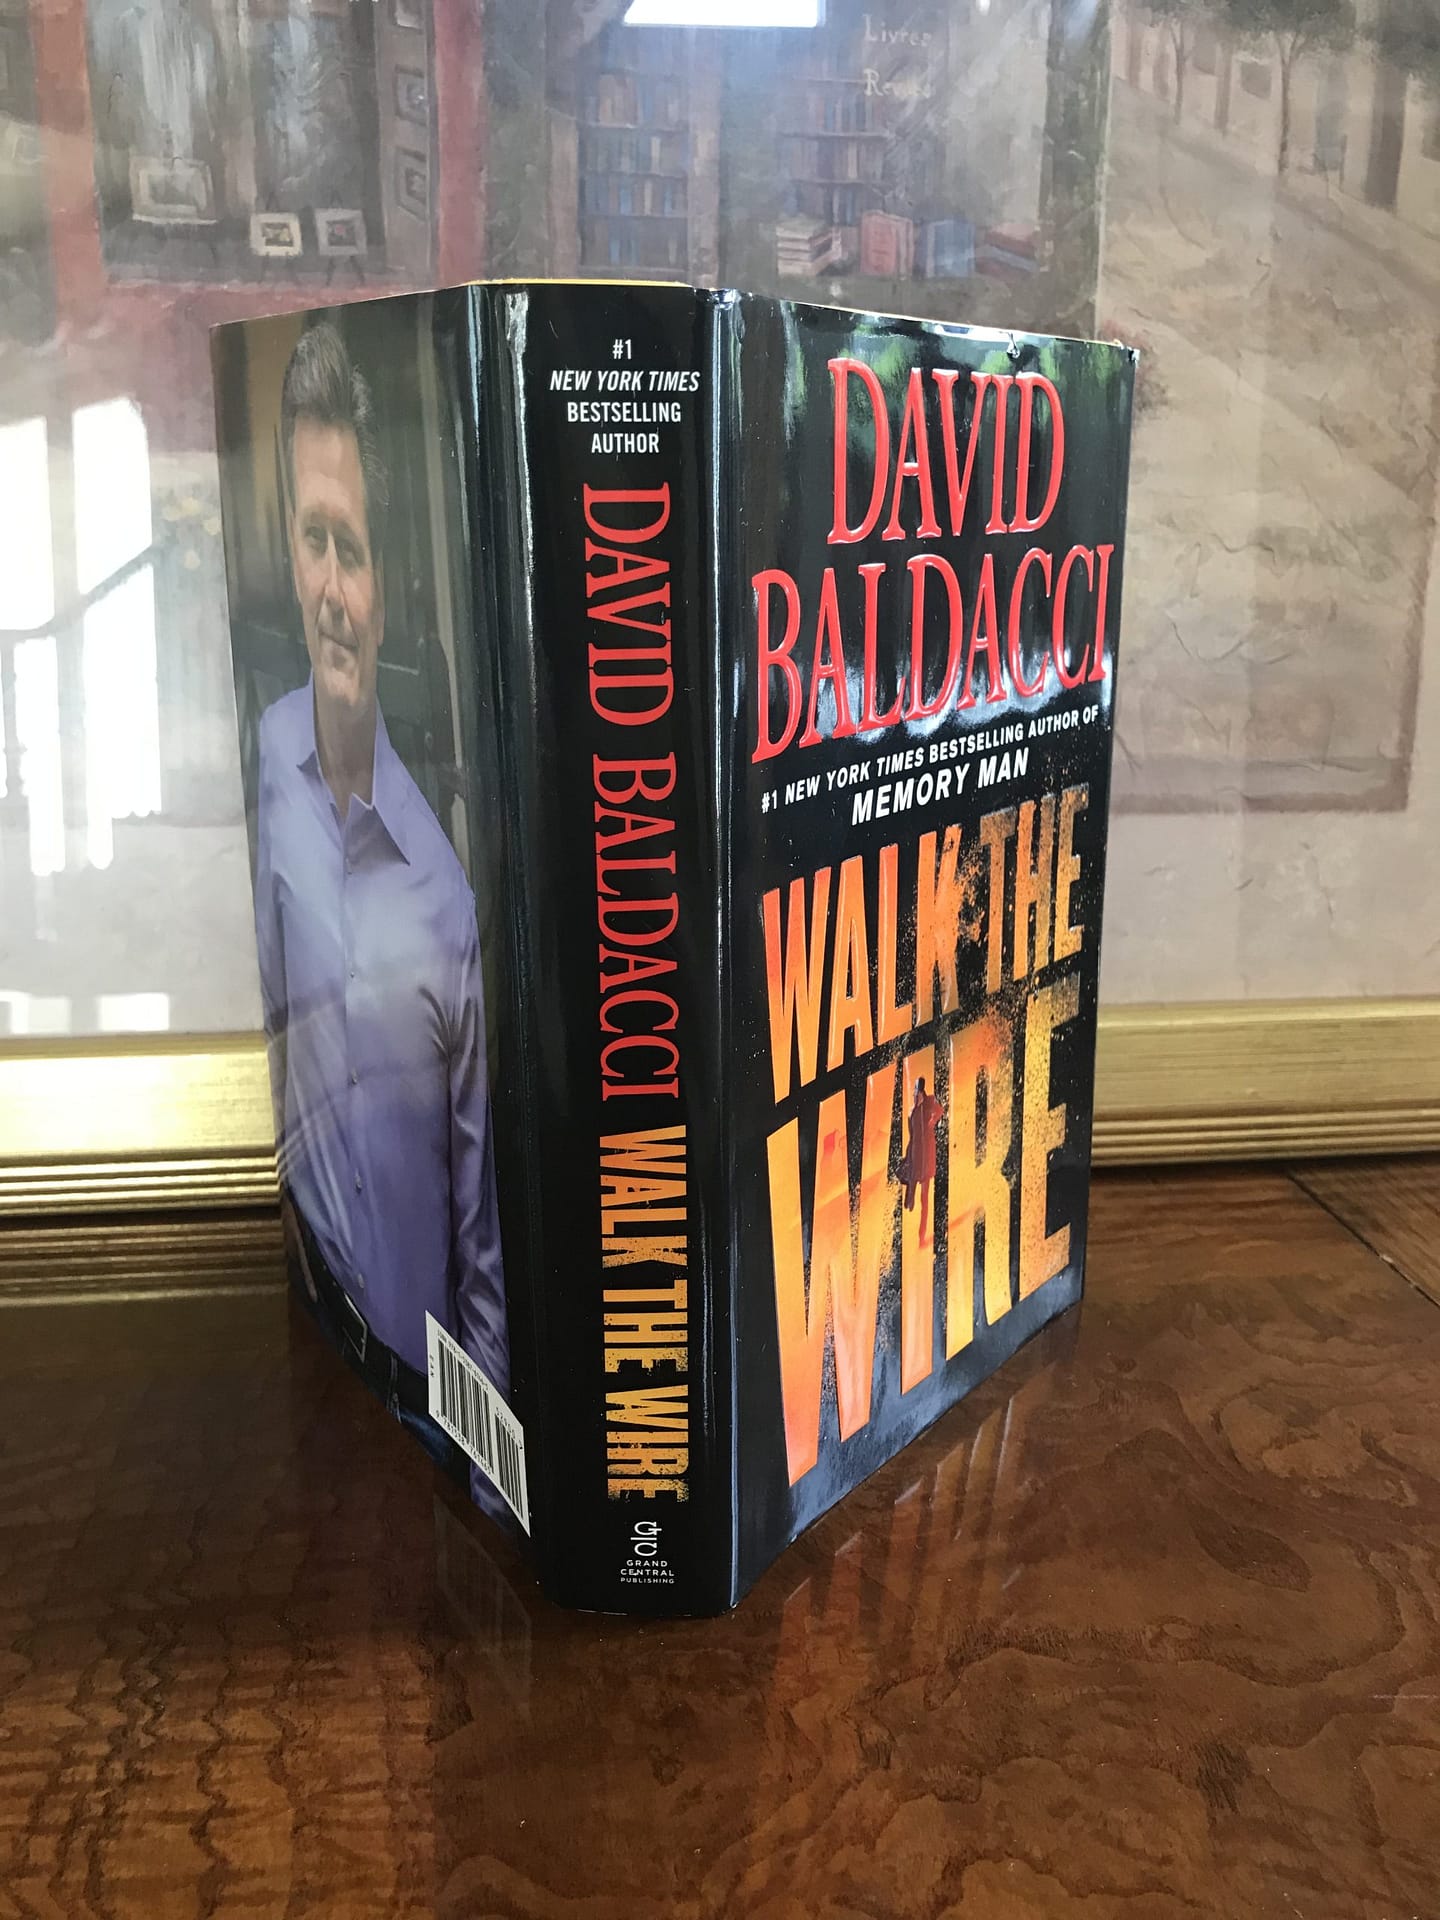 Livres
#1
NEW YORK TIMES
BESTSELLING
AUTHOR
DAVID BALDACCI WALK THE WIRE
GRAND
CENTRAL
PUBLISHING
DAVID
BALDACCI
#1 NEW YORK TIMES BESTSELLING AUTHOR OF
MEMORY MAN
WALK THE
WIRE